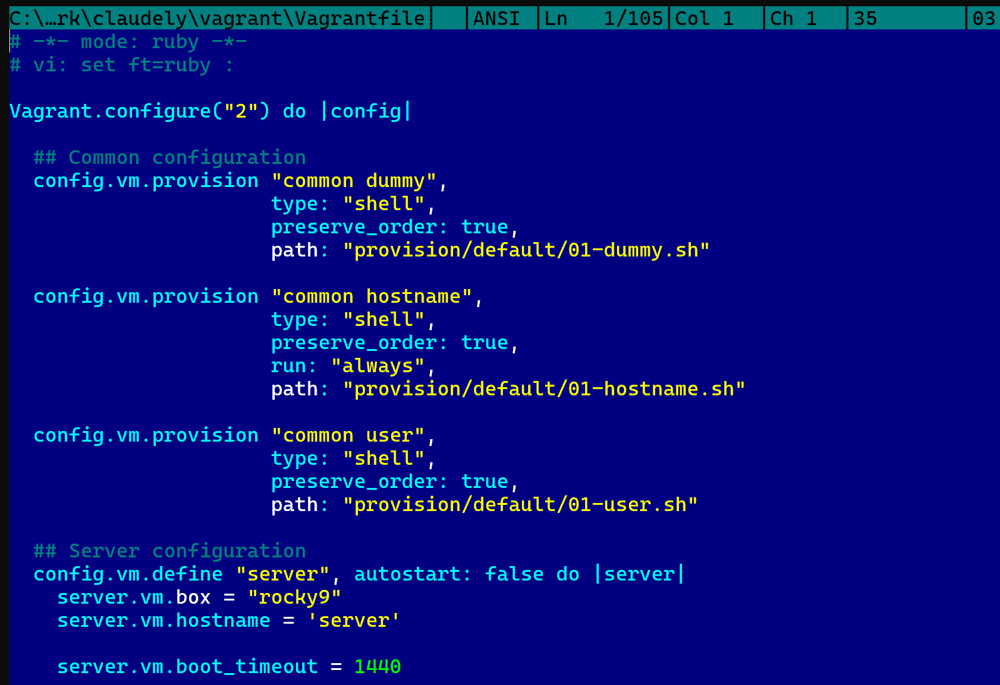 C:\…rk\claudely\vagrant\Vagrantfile│  │ANSI │Ln   1/105│Col 1  │Ch 1  │35       │03
# -*- mode: ruby -*-
# vi: set ft=ruby :

Vagrant.configure("2") do |config|

  ## Common configuration
  config.vm.provision "common dummy",
                      type: "shell",
                      preserve_order: true,
                      path: "provision/default/01-dummy.sh"

  config.vm.provision "common hostname",
                      type: "shell",
                      preserve_order: true,
                      run: "always",
                      path: "provision/default/01-hostname.sh"

  config.vm.provision "common user",
                      type: "shell",
                      preserve_order: true,
                      path: "provision/default/01-user.sh"

  ## Server configuration
  config.vm.define "server", autostart: false do |server|
    server.vm.box = "rocky9"
    server.vm.hostname = 'server'

    server.vm.boot_timeout = 1440